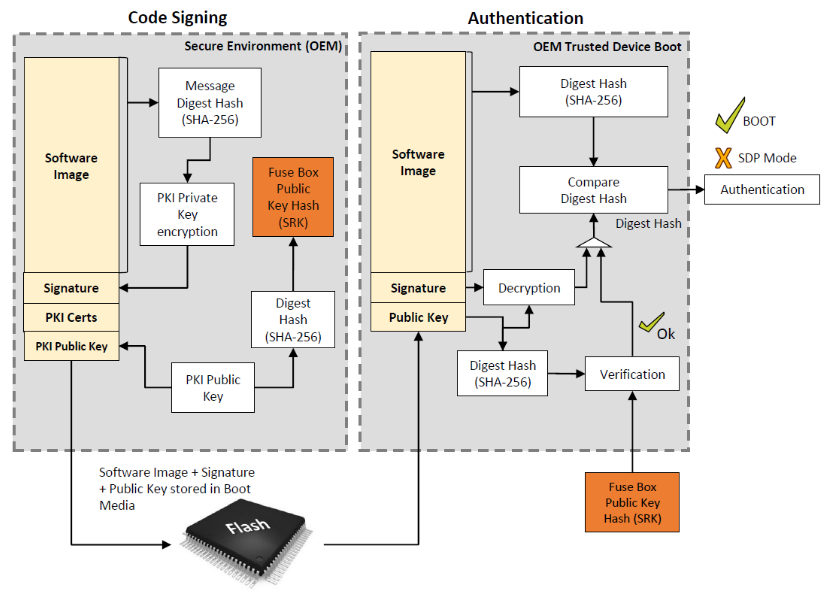 Code Signing
Authentication
Secure Environment (OEM)
Software
Image
Message
Digest Hash
(SHA-256)
PKI Private
Key
encryption
Fuse Box
Public
Key Hash
(SRK)
Signature
PKI Certs
PKI Public Key
Digest
Hash
(SHA-256)
PKI Public
Key
OEM Trusted Device Boot
Software
Image
Digest Hash
(SHA-256)
Compare
Digest Hash
Digest Hash
BOOT
X SDP Mode
Authentication
Signature
Public Key
Decryption
Digest Hash
(SHA-256)
Ok
Verification
Fuse Box
Public Key
Hash (SRK)
Software Image + Signature
+ Public Key stored in Boot
Media
Flash